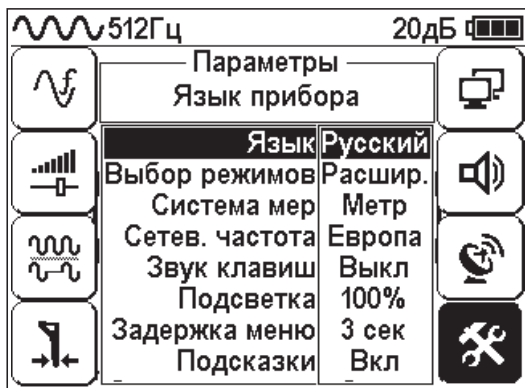 512Гц 20дБ
Параметры
Язык прибора
Язык Русский
Выбор режимов Расшир.
Система мер Метр
Сетев. частота Европа
Звук клавиш Выкл
Подсветка 100%
Задержка меню 3 сек
Подсказки Вкл
f